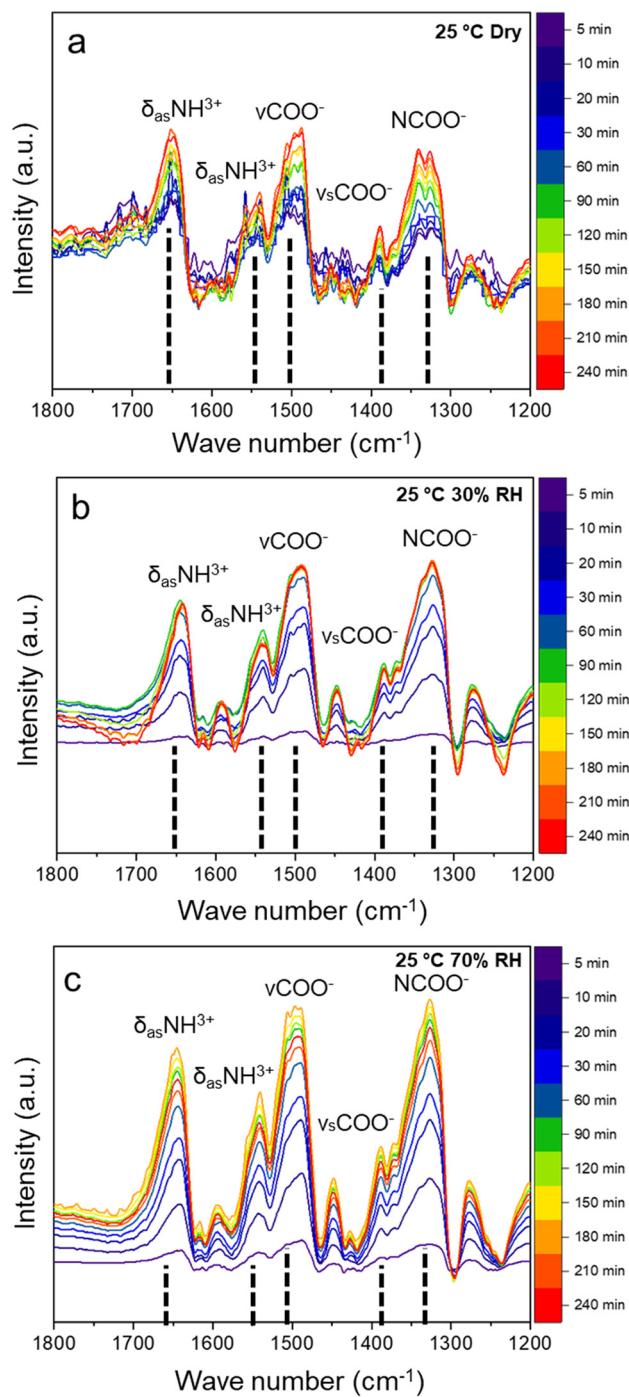 a
25 ºC Dry
δasNH³⁺
νCOO⁻
NCOO⁻
δasNH³⁺
νsCOO⁻
Intensity (a.u.)
1800 1700 1600 1500 1400 1300 1200
Wave number (cm⁻¹)
5 min
10 min
20 min
30 min
60 min
90 min
120 min
150 min
180 min
210 min
240 min
b
25 ºC 30% RH
νCOO⁻
NCOO⁻
δasNH³⁺
δasNH³⁺
νsCOO⁻
Intensity (a.u.)
1800 1700 1600 1500 1400 1300 1200
Wave number (cm⁻¹)
5 min
10 min
20 min
30 min
60 min
90 min
120 min
150 min
180 min
210 min
240 min
c
25 ºC 70% RH
νCOO⁻
NCOO⁻
δasNH³⁺
δasNH³⁺
νsCOO⁻
Intensity (a.u.)
1800 1700 1600 1500 1400 1300 1200
Wave number (cm⁻¹)
5 min
10 min
20 min
30 min
60 min
90 min
120 min
150 min
180 min
210 min
240 min